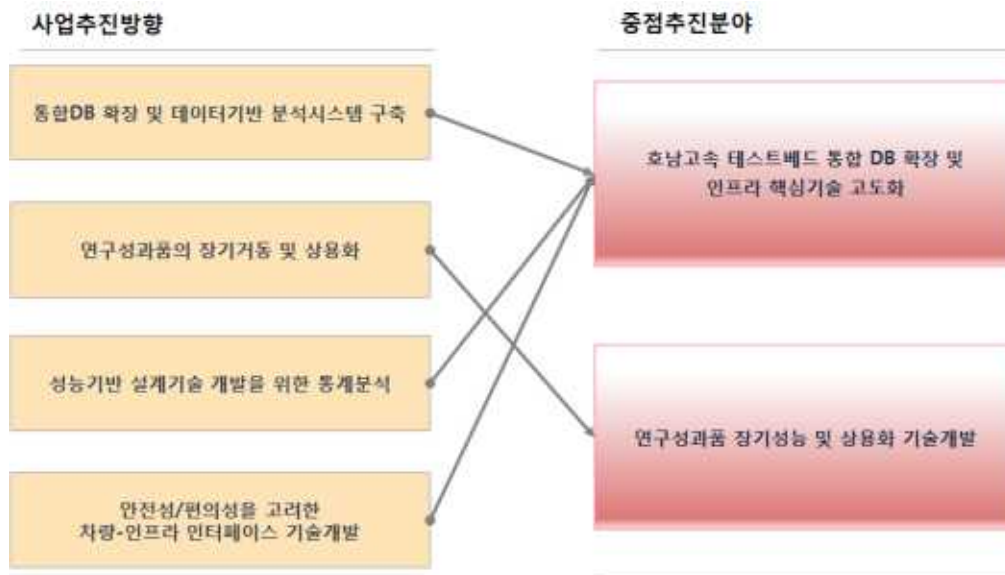 사업추진방향
중점추진분야
통합DB 확장 및 데이터기반 분석시스템 구축
연구성과품의 장기거동 및 상용화
성능기반 설계기술 개발을 위한 통계분석
안전성/편의성을 고려한
차량-인프라 인터페이스 기술개발
호남고속 테스트베드 통합 DB 확장 및
인프라 핵심기술 고도화
연구성과품 장기성능 및 상용화 기술개발